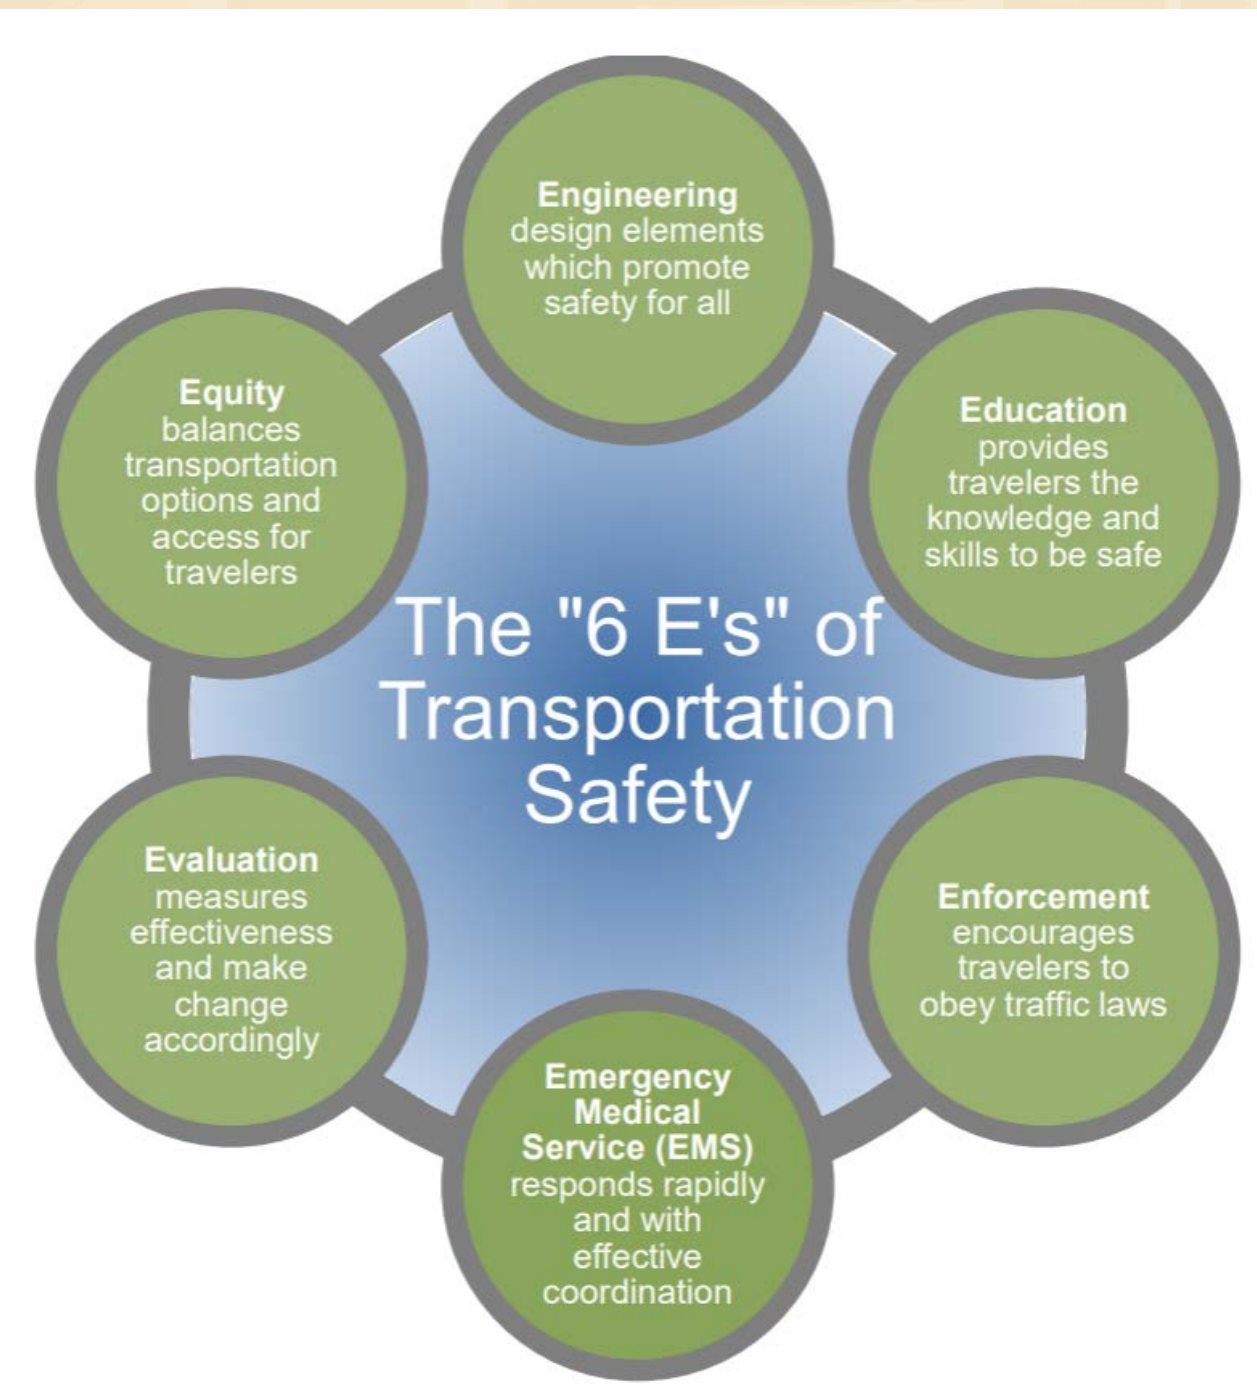 Engineering
design elements
which promote
safety for all
Education
provides
travelers the
knowledge and
skills to be safe
Enforcement
encourages
travelers to
obey traffic laws
Emergency
Medical
Service (EMS)
responds rapidly
and with
effective
coordination
Evaluation
measures
effectiveness
and make
change
accordingly
Equity
balances
transportation
options and
access for
travelers
The "6 E's" of
Transportation
Safety